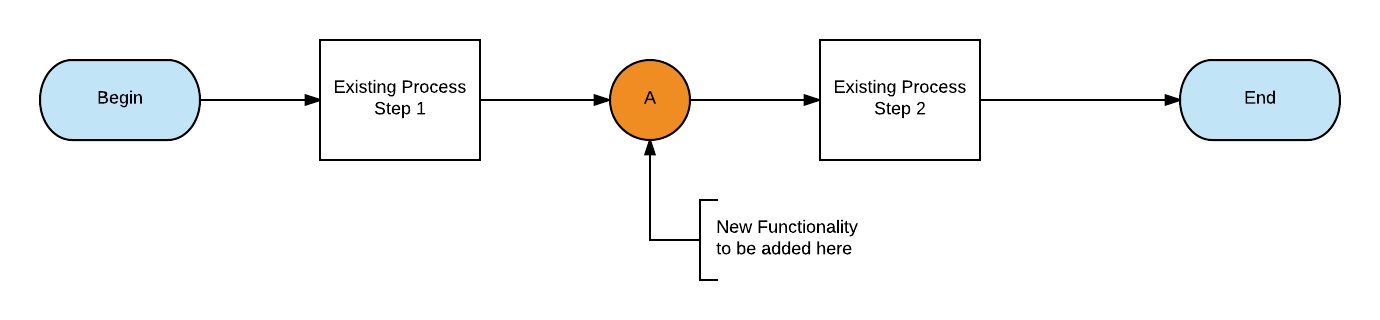 Begin
Existing Process
Step 1
A
Existing Process
Step 2
End
New Functionality
to be added here